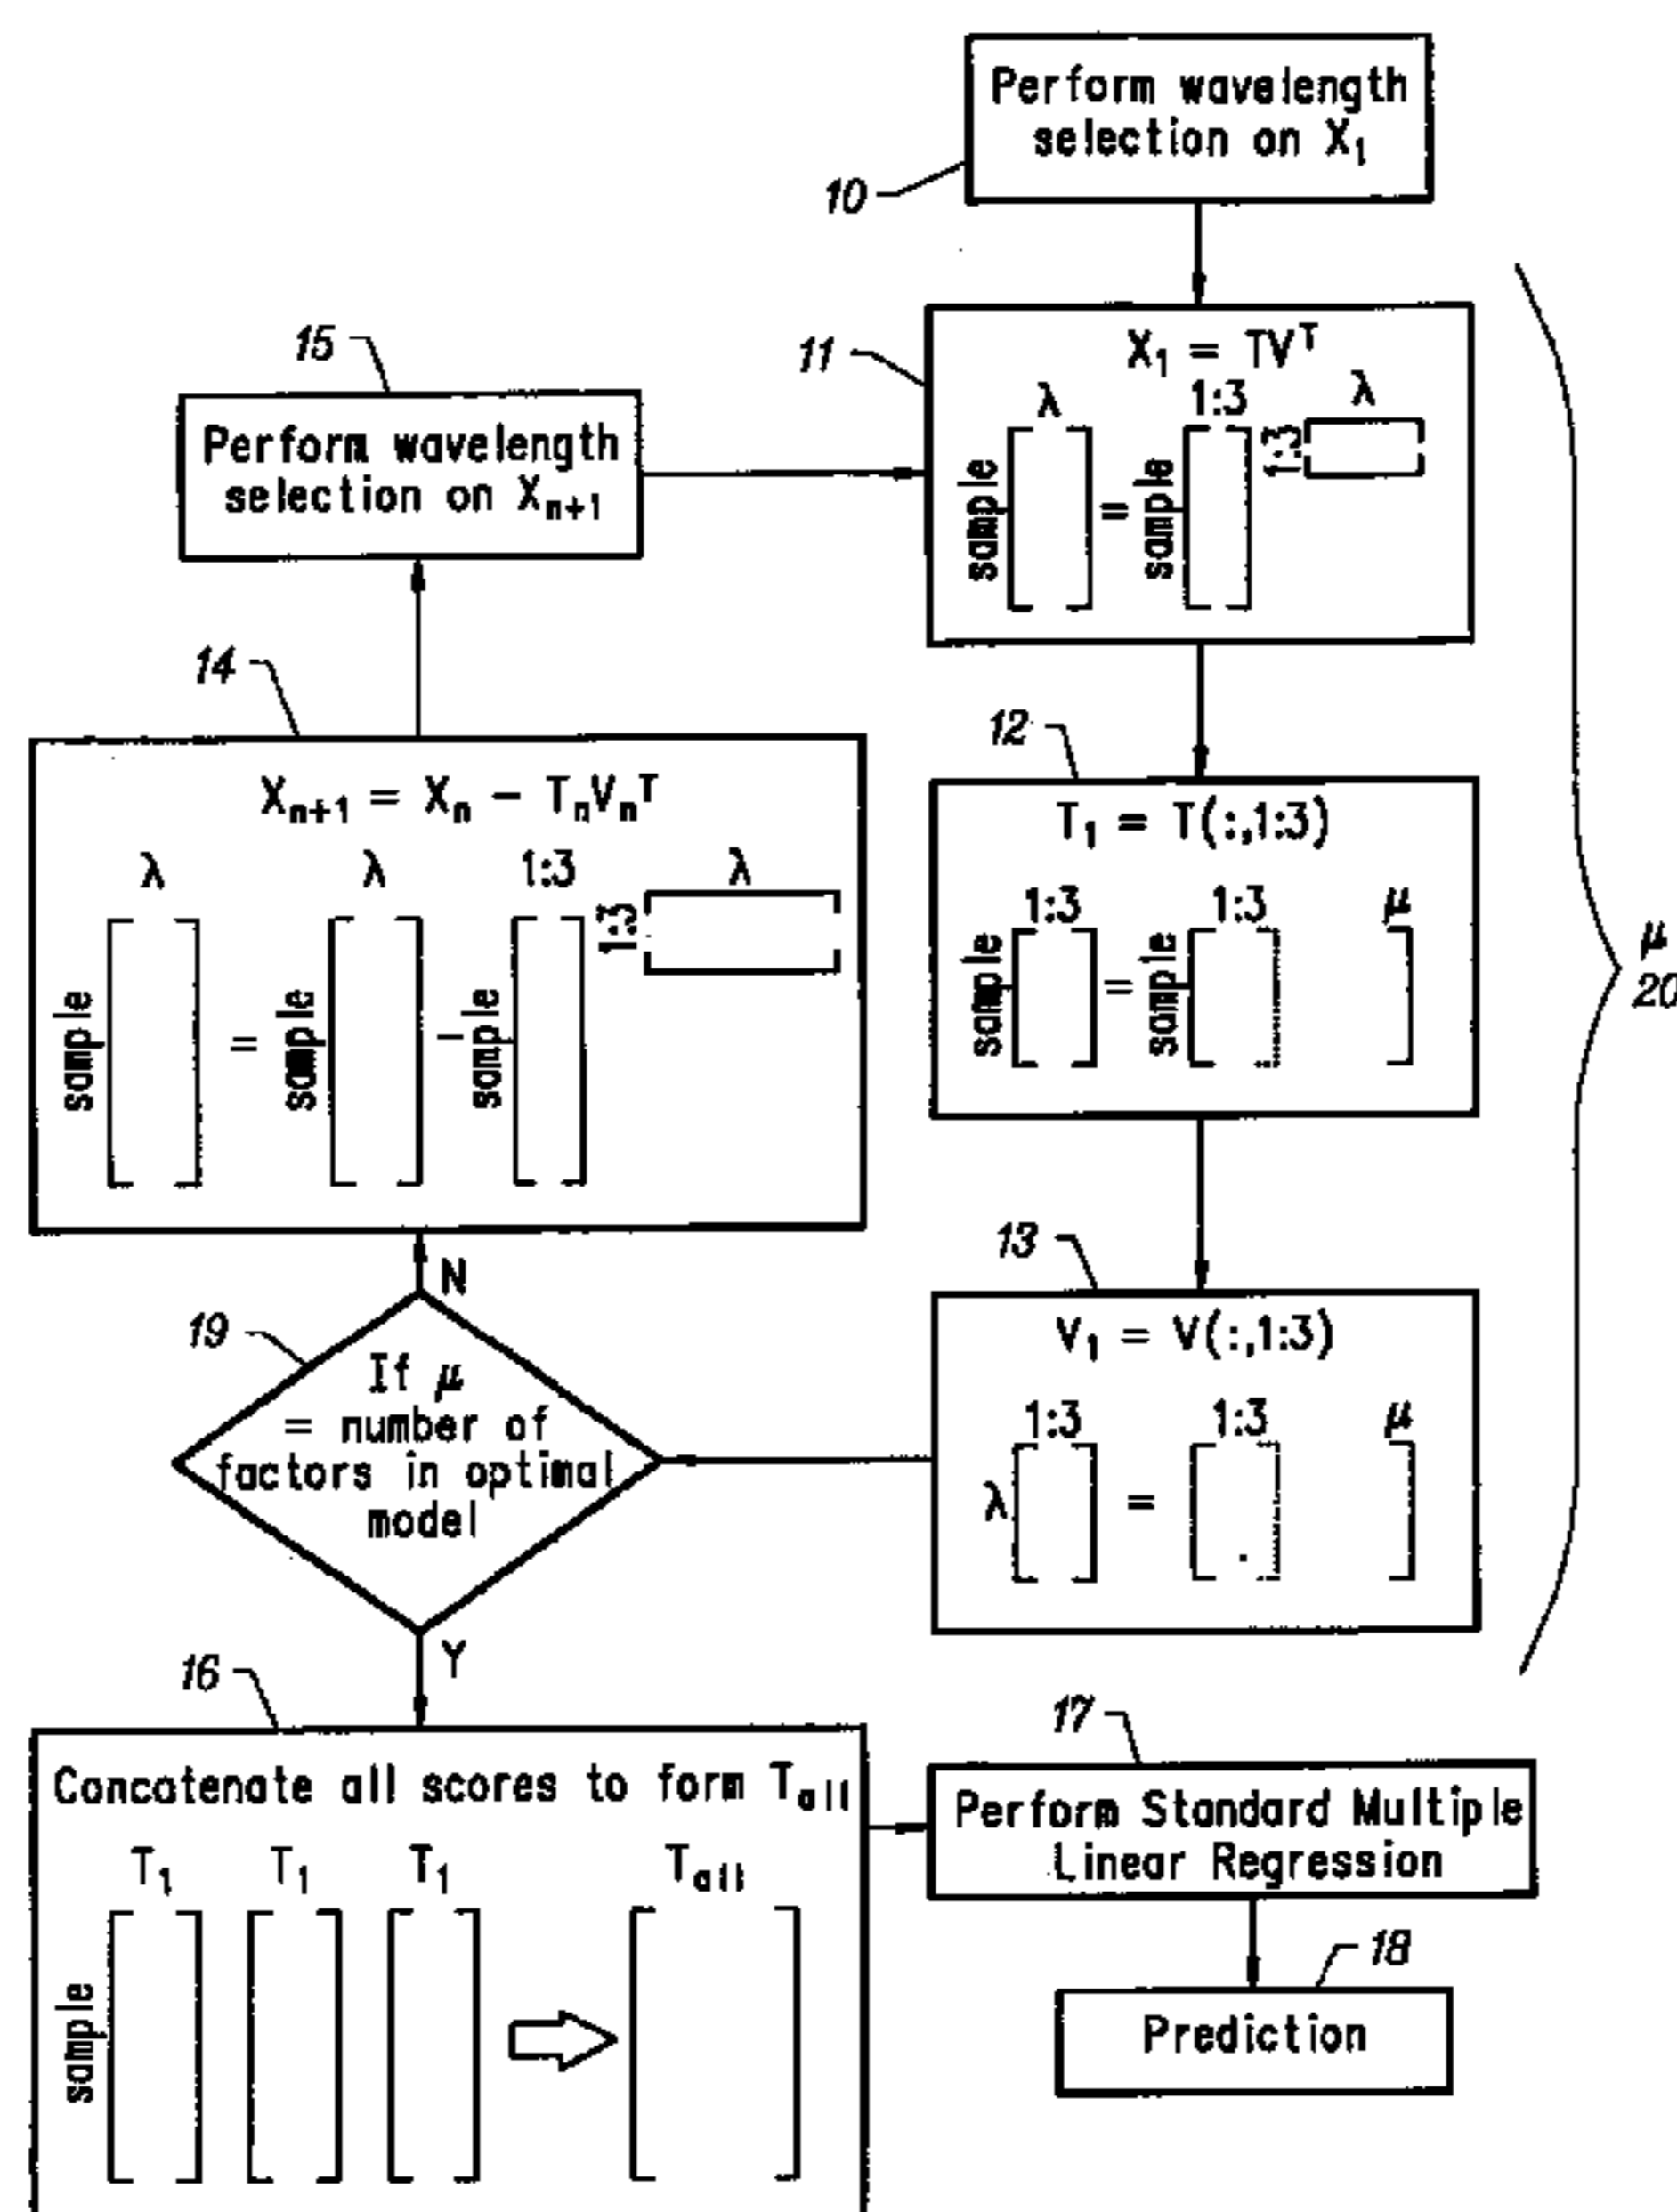 Perform wavelength
selection on X₁
10
15
Perform wavelength
selection on Xₙ₊₁
11
X₁ = TVᵀ
λ 1:3 λ
sample = sample 1:3
14
Xₙ₊₁ = Xₙ - TₙVₙᵀ
λ λ 1:3 λ
sample = sample - sample 1:3
12
T₁ = T(:,1:3)
1:3 1:3 μ
sample = sample
μ
20
13
V₁ = V(:,1:3)
1:3 1:3 μ
λ =
N
19
If μ
= number of
factors in optimal
model
Y
16
Concatenate all scores to form Tₐₗₗ
T₁ T₁ T₁ Tₐₗₗ
sample
17
Perform Standard Multiple
Linear Regression
18
Prediction